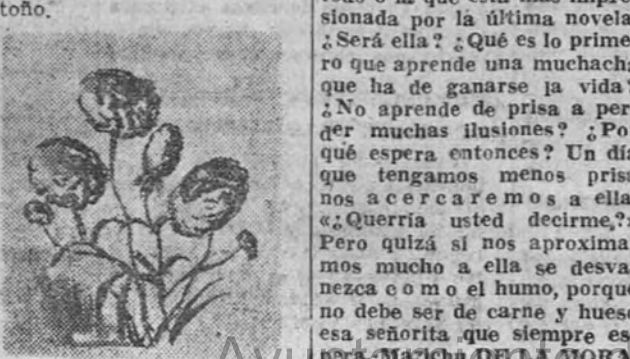 toño.
sionada por la última novela
¿Será ella? ¿Qué es lo prime
ro que aprende una muchacha
que ha de ganarse la vida?
¿No aprende de prisa a per
der muchas ilusiones? ¿Po
qué espera entonces? Un día
que tengamos menos prisa
nos acercaremos a ella
«¿Querría usted decirme,?»
Pero quizá si nos aproxima
mos mucho a ella se desva
nezca como el humo, porque
no debe ser de carne y hueso
esa señorita que siempre es